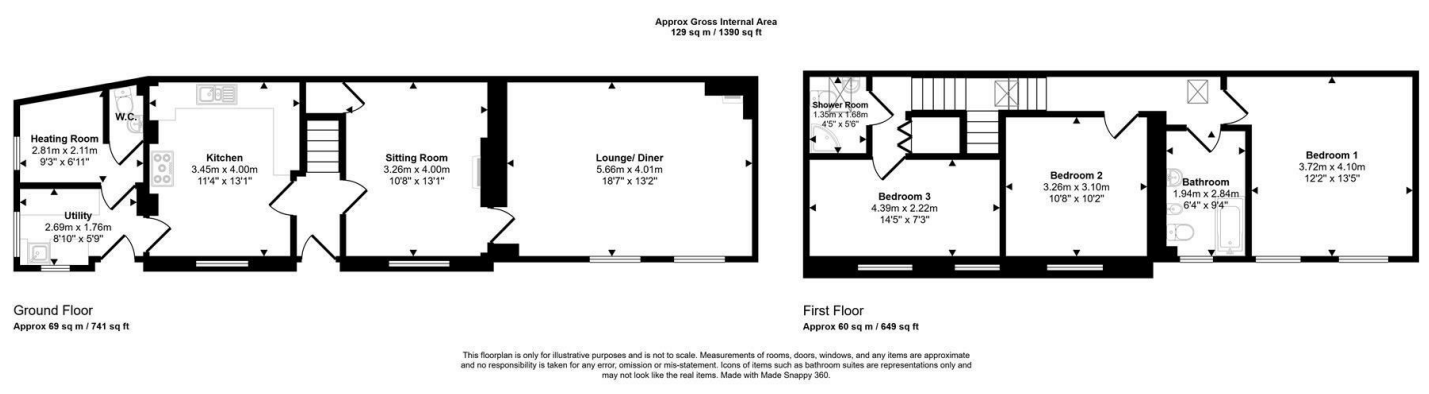 Approx Gross Internal Area
129 sq m / 1390 sq ft
W.C.
Heating Room
2.81m x 2.11m
9'3" x 6'11"
Kitchen
3.45m x 4.00m
11'4" x 13'1"
Sitting Room
3.26m x 4.00m
10'8" x 13'1"
Lounge/ Diner
5.66m x 4.01m
18'7" x 13'2"
Utility
2.69m x 1.76m
8'10" x 5'9"
Shower Room
1.35m x 1.68m
4'5" x 5'6"
Bedroom 3
4.39m x 2.22m
14'5" x 7'3"
Bedroom 2
3.26m x 3.10m
10'8" x 10'2"
Bathroom
1.94m x 2.84m
6'4" x 9'4"
Bedroom 1
3.72m x 4.10m
12'2" x 13'5"
Ground Floor
Approx 69 sq m / 741 sq ft
First Floor
Approx 60 sq m / 649 sq ft
This floorplan is only for illustrative purposes and is not to scale. Measurements of rooms, doors, windows, and any items are approximate
and no responsibility is taken for any error, omission or mis-statement. Icons of items such as bathroom suites are representations only and
may not look like the real items. Made with Made Snappy 360.